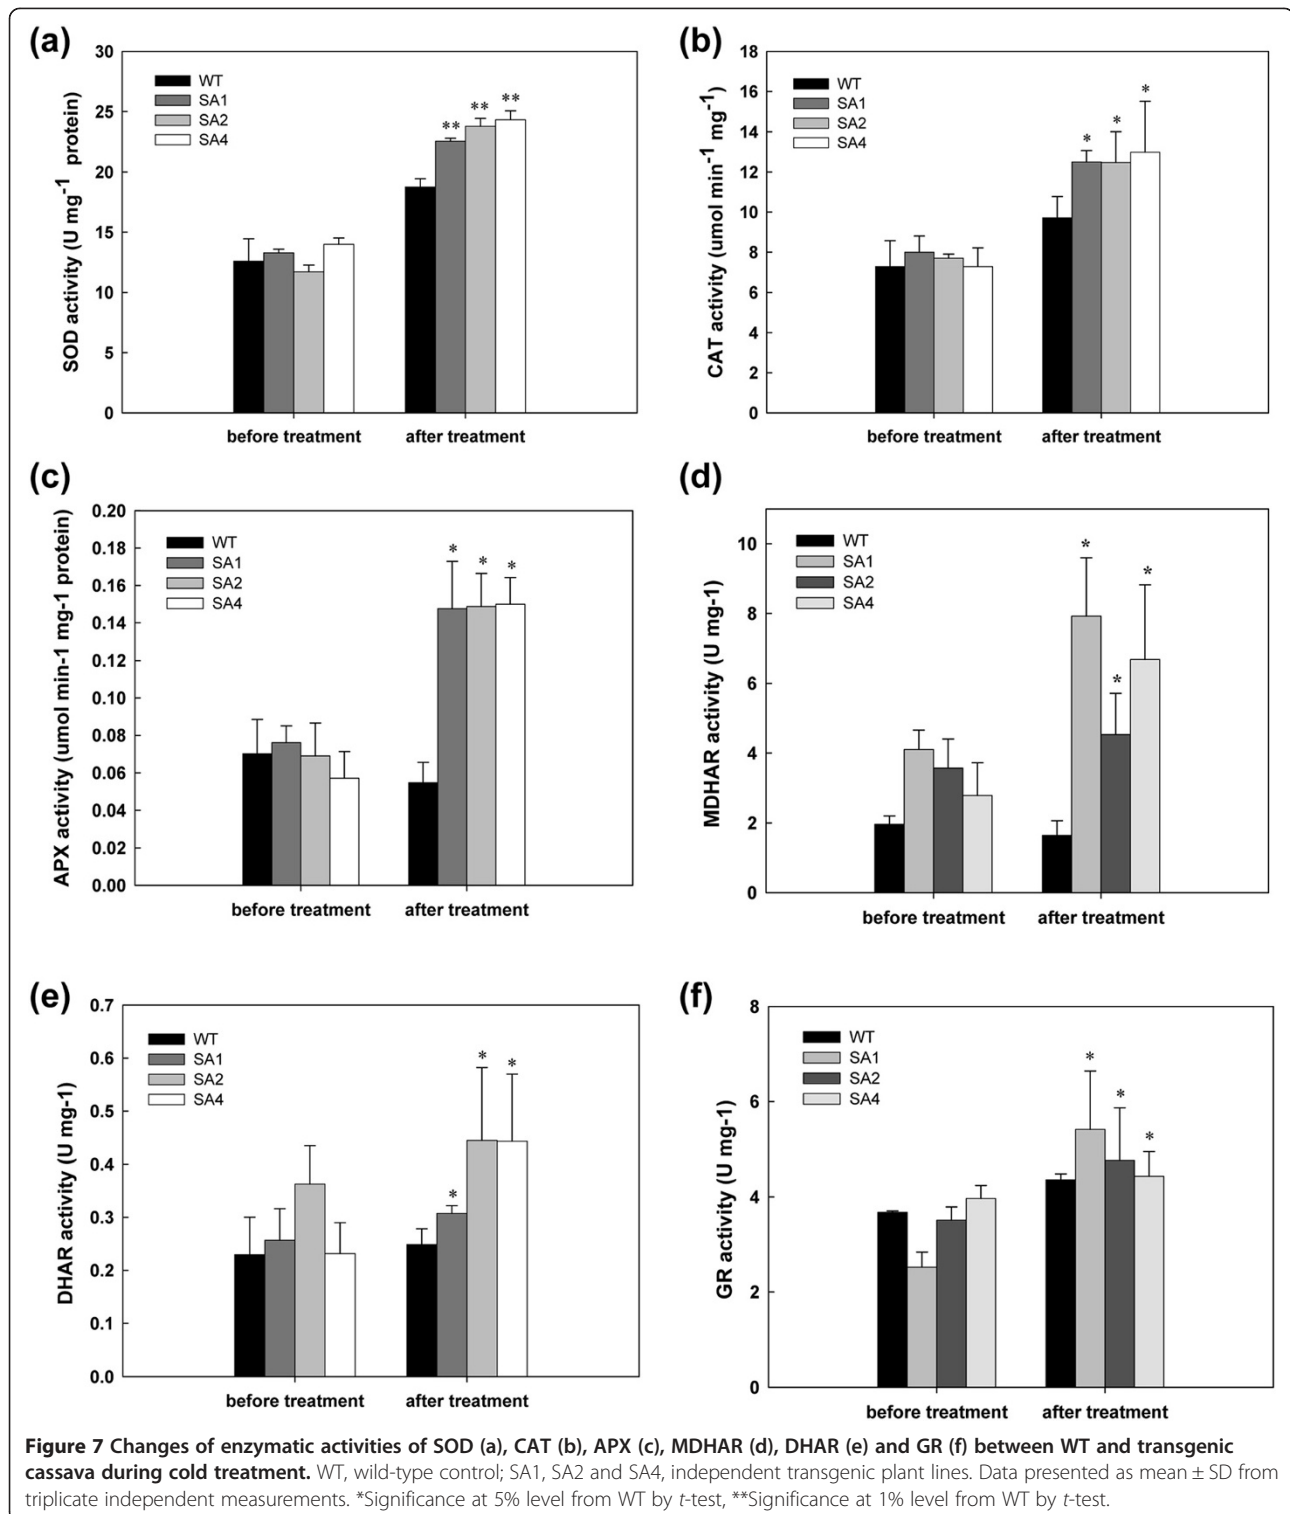 (a)
30
25
20
15
10
5
0
SOD activity (U mg-1 protein)
WT
SA1
SA2
SA4
**
**
**
before treatment
after treatment
(b)
18
16
14
12
10
8
6
4
2
0
CAT activity (umol min-1 mg-1)
WT
SA1
SA2
SA4
*
*
*
before treatment
after treatment
(c)
0.20
0.18
0.16
0.14
0.12
0.10
0.08
0.06
0.04
0.02
0.00
APX activity (umol min-1 mg-1 protein)
WT
SA1
SA2
SA4
*
*
*
before treatment
after treatment
(d)
10
8
6
4
2
0
MDHAR activity (U mg-1)
WT
SA1
SA2
SA4
*
*
*
before treatment
after treatment
(e)
0.7
0.6
0.5
0.4
0.3
0.2
0.1
0.0
DHAR activity (U mg-1)
WT
SA1
SA2
SA4
*
*
*
before treatment
after treatment
(f)
8
6
4
2
0
GR activity (U mg-1)
WT
SA1
SA2
SA4
*
*
*
before treatment
after treatment
Figure 7 Changes of enzymatic activities of SOD (a), CAT (b), APX (c), MDHAR (d), DHAR (e) and GR (f) between WT and transgenic
cassava during cold treatment. WT, wild-type control; SA1, SA2 and SA4, independent transgenic plant lines. Data presented as mean ± SD from
triplicate independent measurements. *Significance at 5% level from WT by t-test, **Significance at 1% level from WT by t-test.